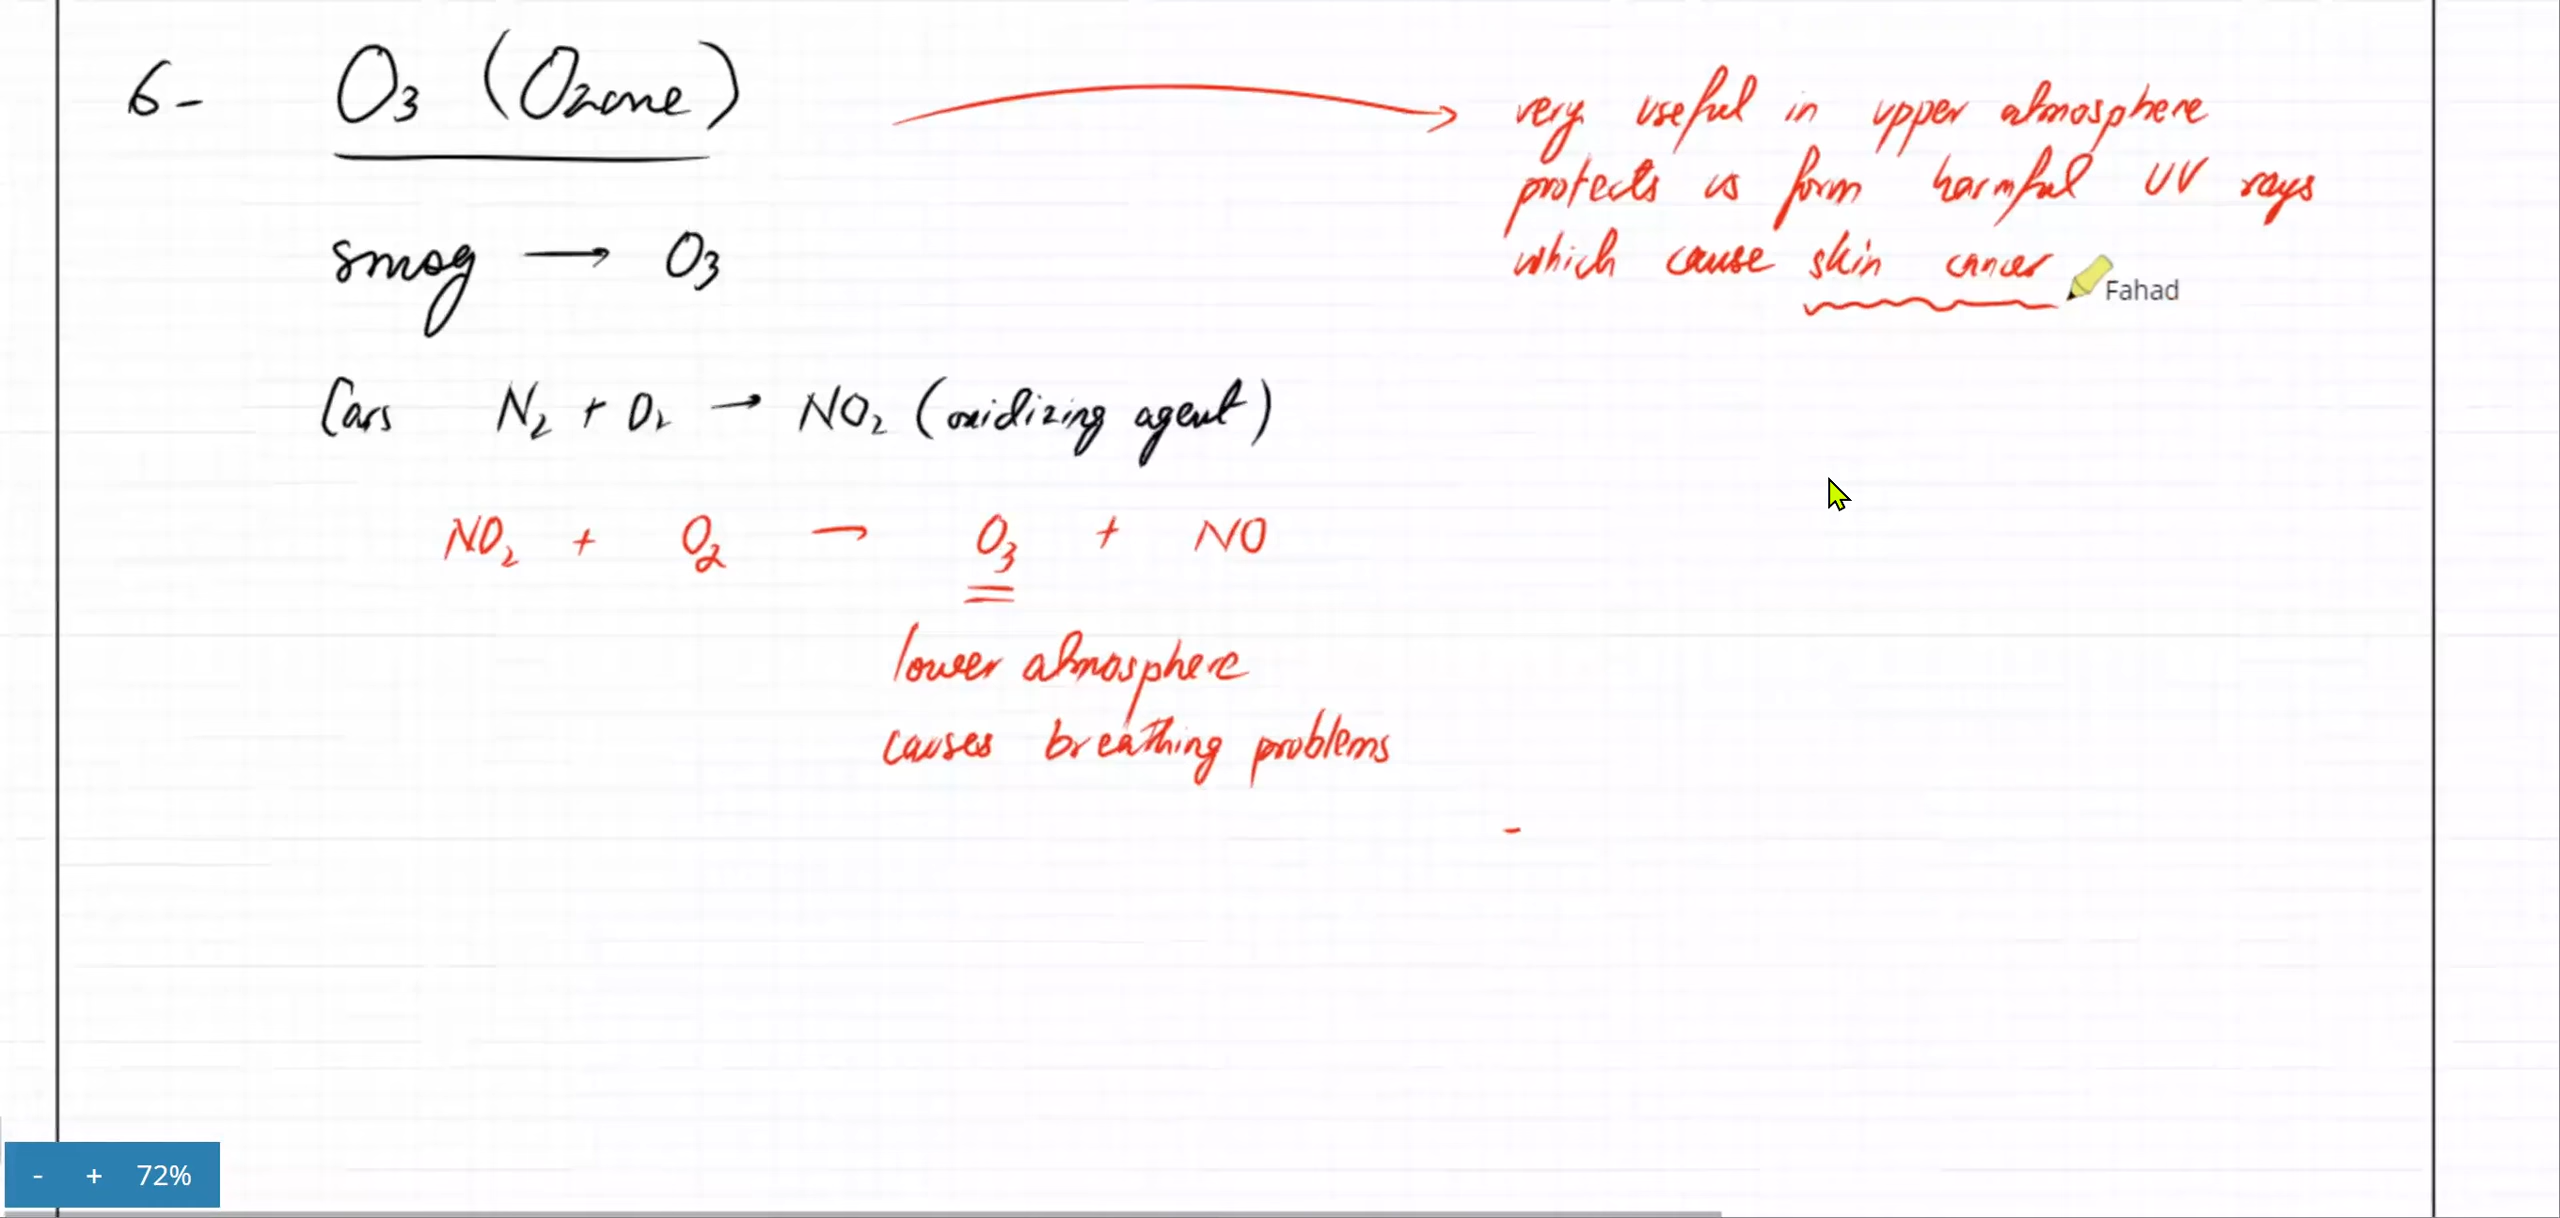 6- O3 (Ozone)
very useful in upper atmosphere
protects us form harmful UV rays
which cause skin cancer
Fahad
smog → O3
Cars N2 + O2 → NO2 (oxidizing agent)
NO2 + O2 → O3 + NO
lower atmosphere
causes breathing problems
-
- + 72%